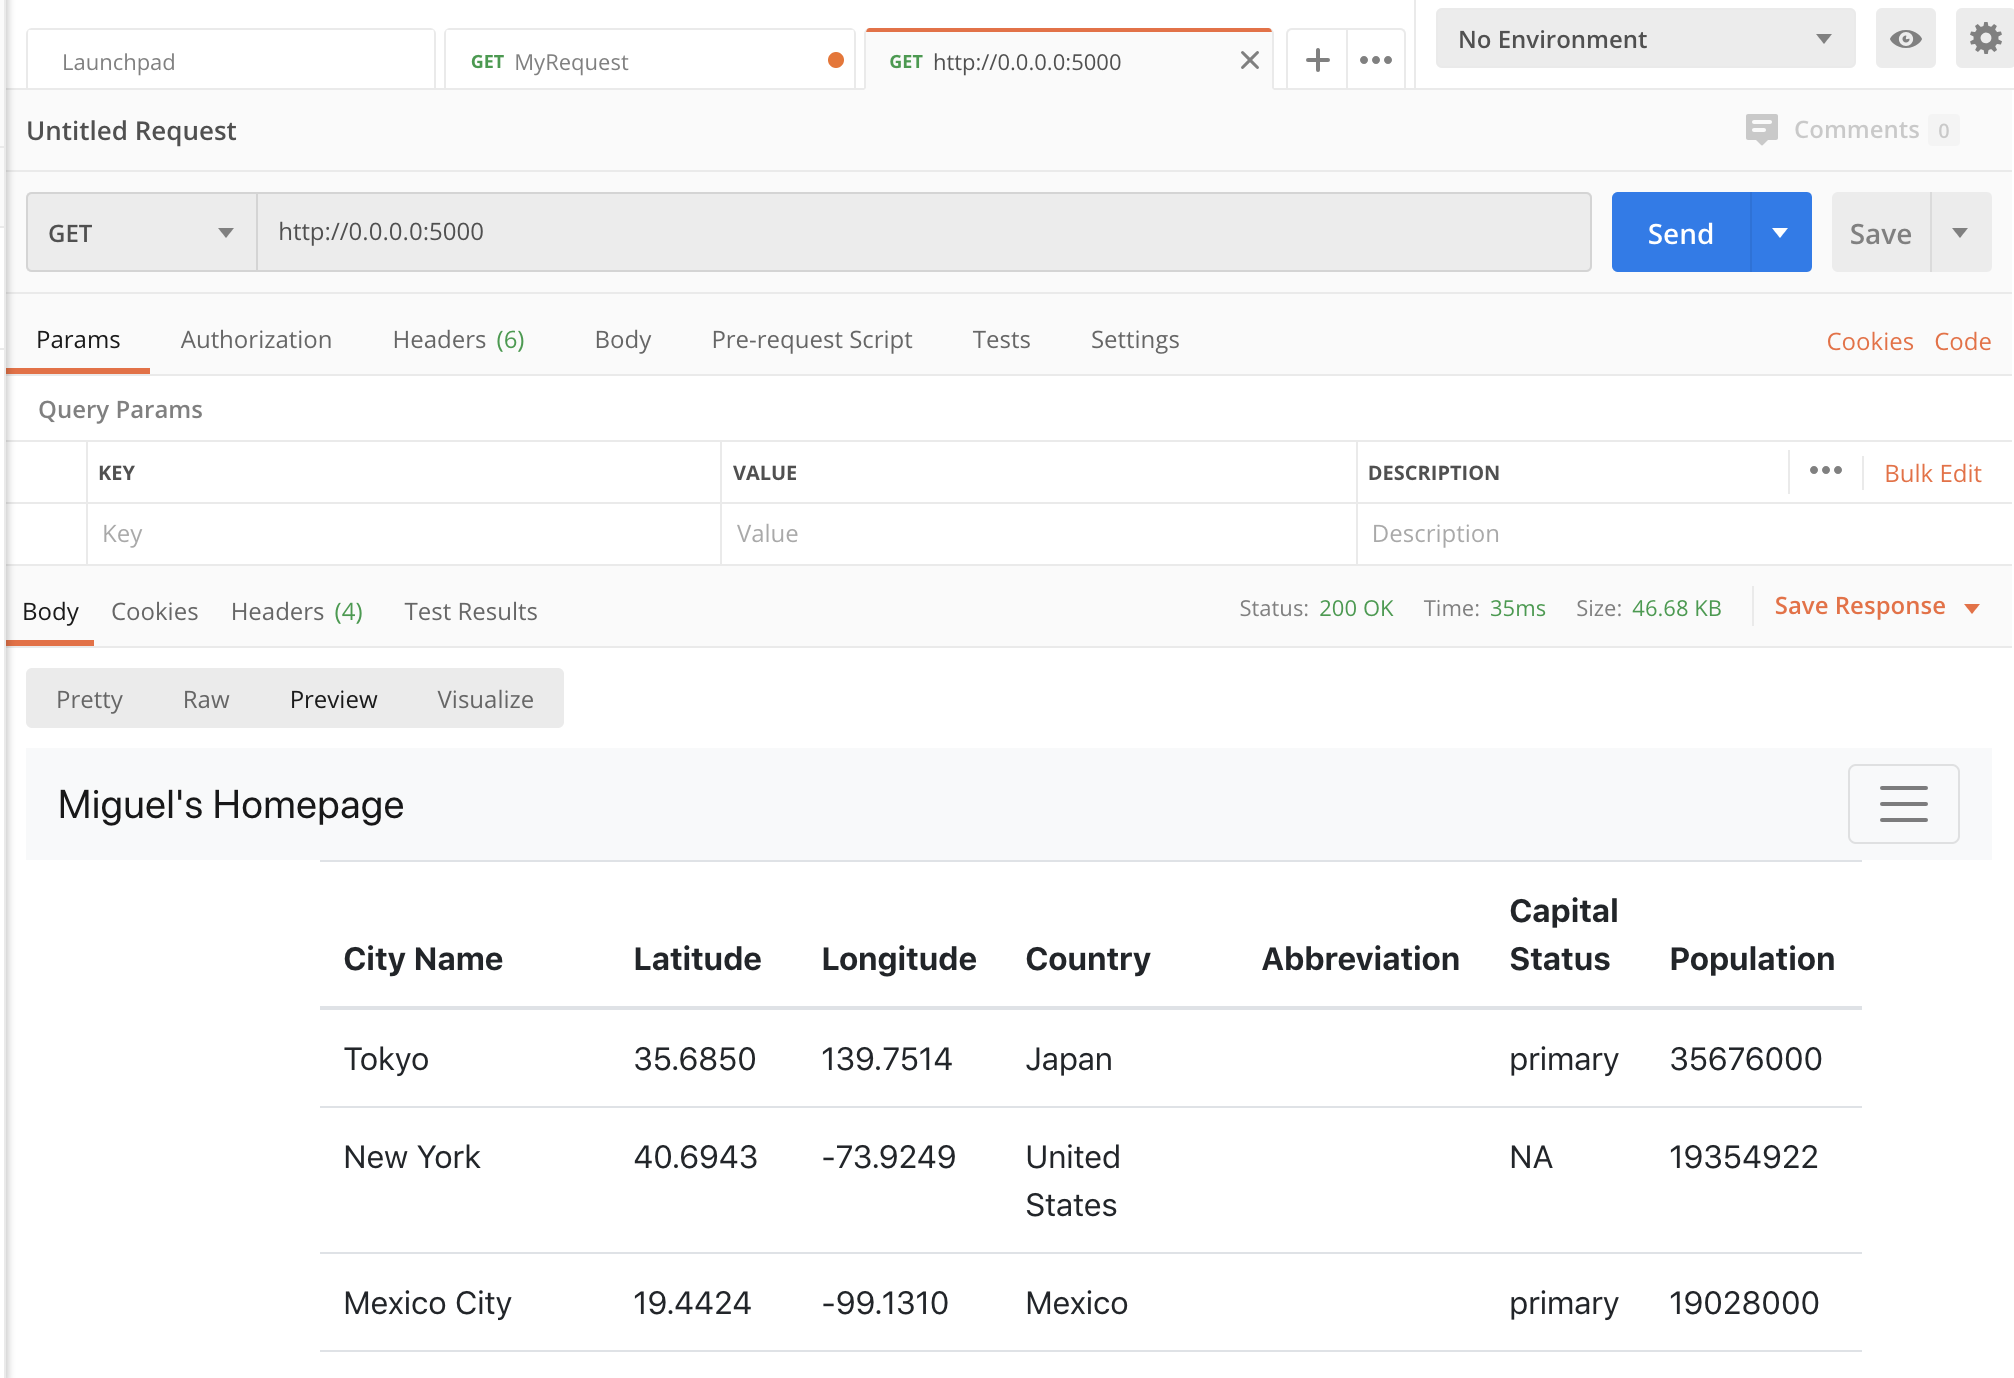 Launchpad
GET MyRequest
GET http://0.0.0.0:5000
No Environment
Untitled Request
Comments 0
GET http://0.0.0.0:5000 Send Save
Params Authorization Headers (6) Body Pre-request Script Tests Settings Cookies Code
Query Params
KEY VALUE DESCRIPTION Bulk Edit
Key Value Description
Body Cookies Headers (4) Test Results Status: 200 OK Time: 35ms Size: 46.68 KB Save Response
Pretty Raw Preview Visualize
Miguel's Homepage
City Name Latitude Longitude Country Abbreviation Capital Status Population
Tokyo 35.6850 139.7514 Japan primary 35676000
New York 40.6943 -73.9249 United States NA 19354922
Mexico City 19.4424 -99.1310 Mexico primary 19028000